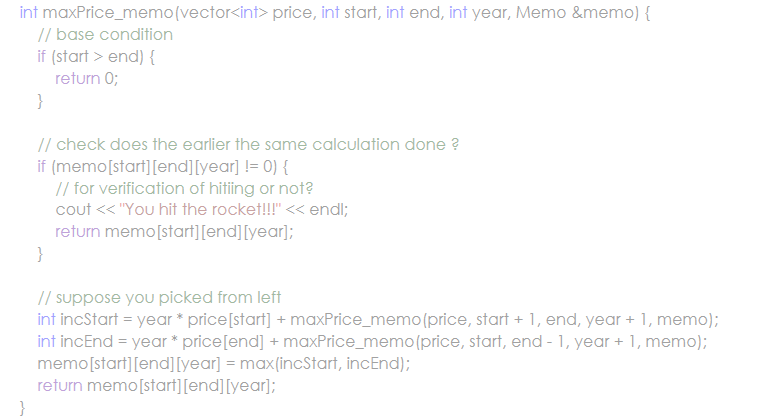 int maxPrice_memo(vector<int> price, int start, int end, int year, Memo &memo) {
// base condition
if (start > end) {
return 0;
}
// check does the earlier the same calculation done ?
if (memo[start][end][year] != 0) {
// for verification of hitiing or not?
cout << "You hit the rocket!!!" << endl;
return memo[start][end][year];
}
// suppose you picked from left
int incStart = year * price[start] + maxPrice_memo(price, start + 1, end, year + 1, memo);
int incEnd = year * price[end] + maxPrice_memo(price, start, end - 1, year + 1, memo);
memo[start][end][year] = max(incStart, incEnd);
return memo[start][end][year];
}